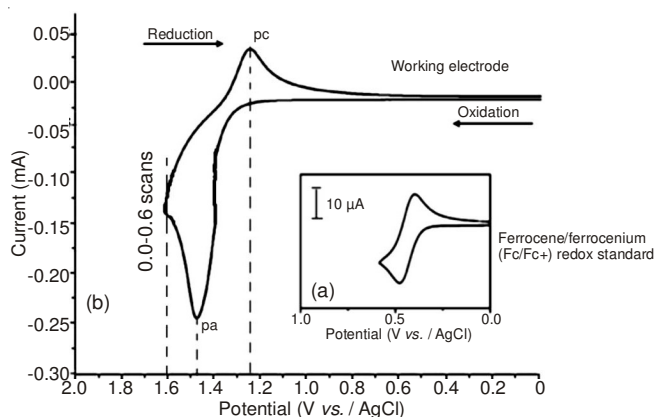 Reduction
pc
Working electrode
Oxidation
0.05
0.00
-0.05
-0.10
-0.15
-0.20
-0.25
-0.30
Current (mA)
0.0-0.6 scans
10 µA
(a)
1.0 0.5 0.0
Potential (V vs. / AgCl)
Ferrocene/ferrocenium
(Fc/Fc+) redox standard
(b)
pa
2.0 1.8 1.6 1.4 1.2 1.0 0.8 0.6 0.4 0.2 0
Potential (V vs. / AgCl)